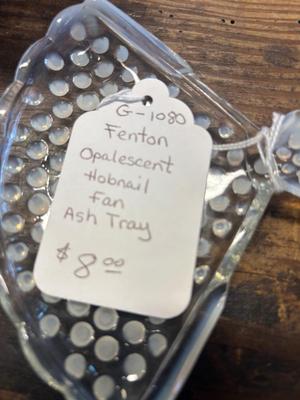 G-1080
Fenton
Opalescent
Hobnail
Fan
Ash Tray
$8.00